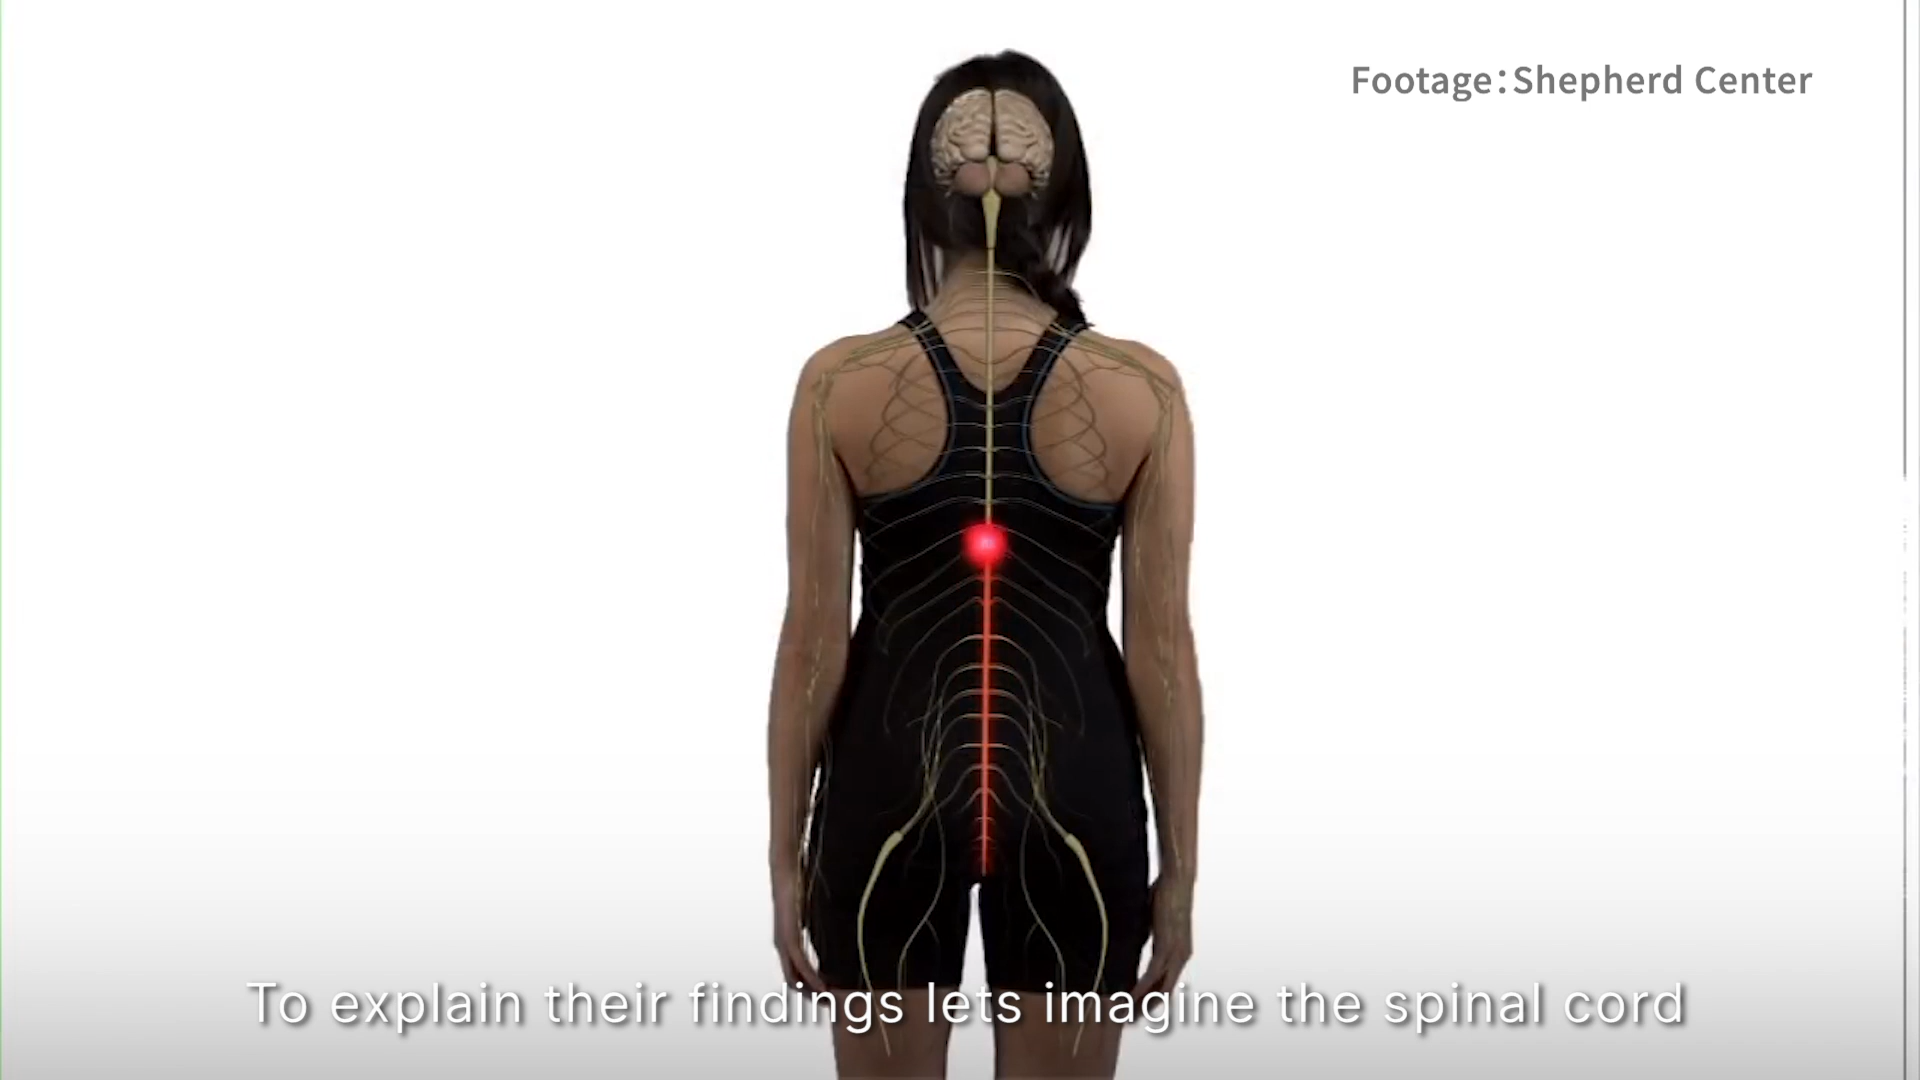 Footage:Shepherd Center
To explain their findings lets imagine the spinal cord